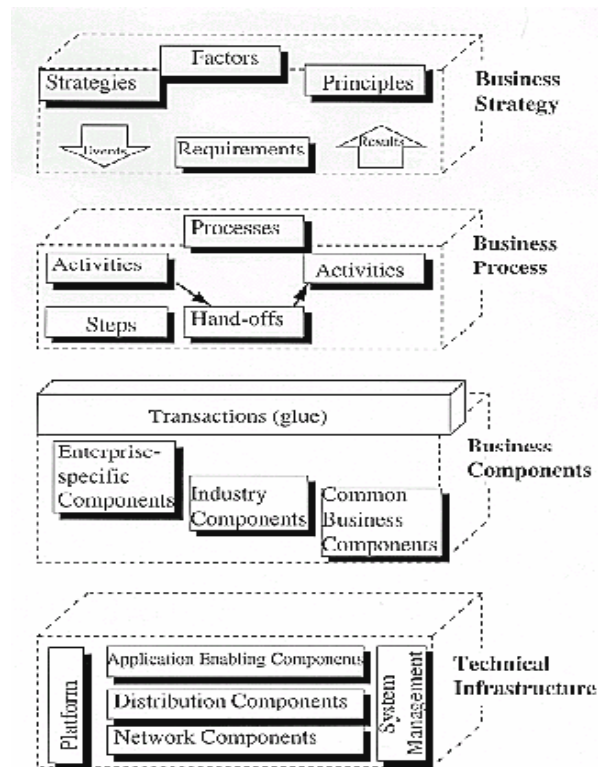 Factors
Strategies
Principles
Business
Strategy
Events
Requirements
Results
Processes
Business
Process
Activities
Activities
Steps
Hand-offs
Transactions (glue)
Enterprise-
specific
Components
Industry
Components
Common
Business
Components
Business
Components
Platform
Application Enabling Components
Distribution Components
Network Components
System
Management
Technical
Infrastructure